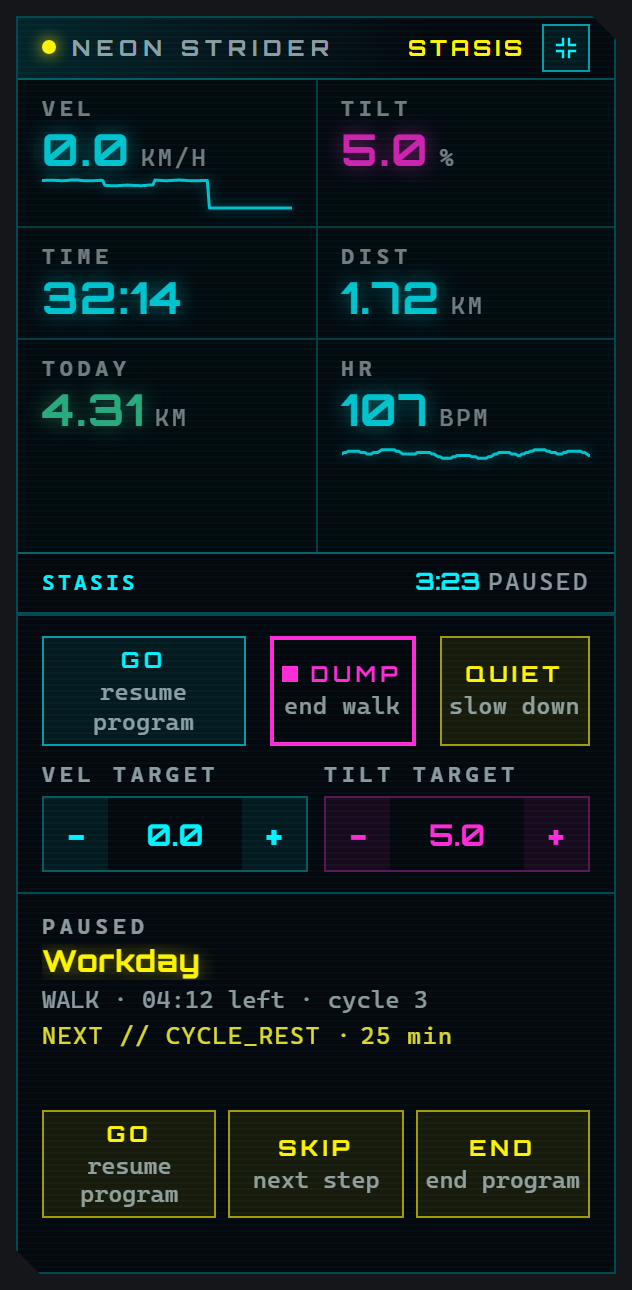 NEON STRIDER STASIS
VEL TILT
0.0 KM/H 5.0 %
TIME DIST
32:14 1.72 KM
TODAY HR
4.31 KM 107 BPM
STASIS 3:23 PAUSED
GO
resume
program
DUMP
end walk
QUIET
slow down
VEL TARGET TILT TARGET
- 0.0 + - 5.0 +
PAUSED
Workday
WALK · 04:12 left · cycle 3
NEXT // CYCLE_REST · 25 min
GO
resume
program
SKIP
next step
END
end program